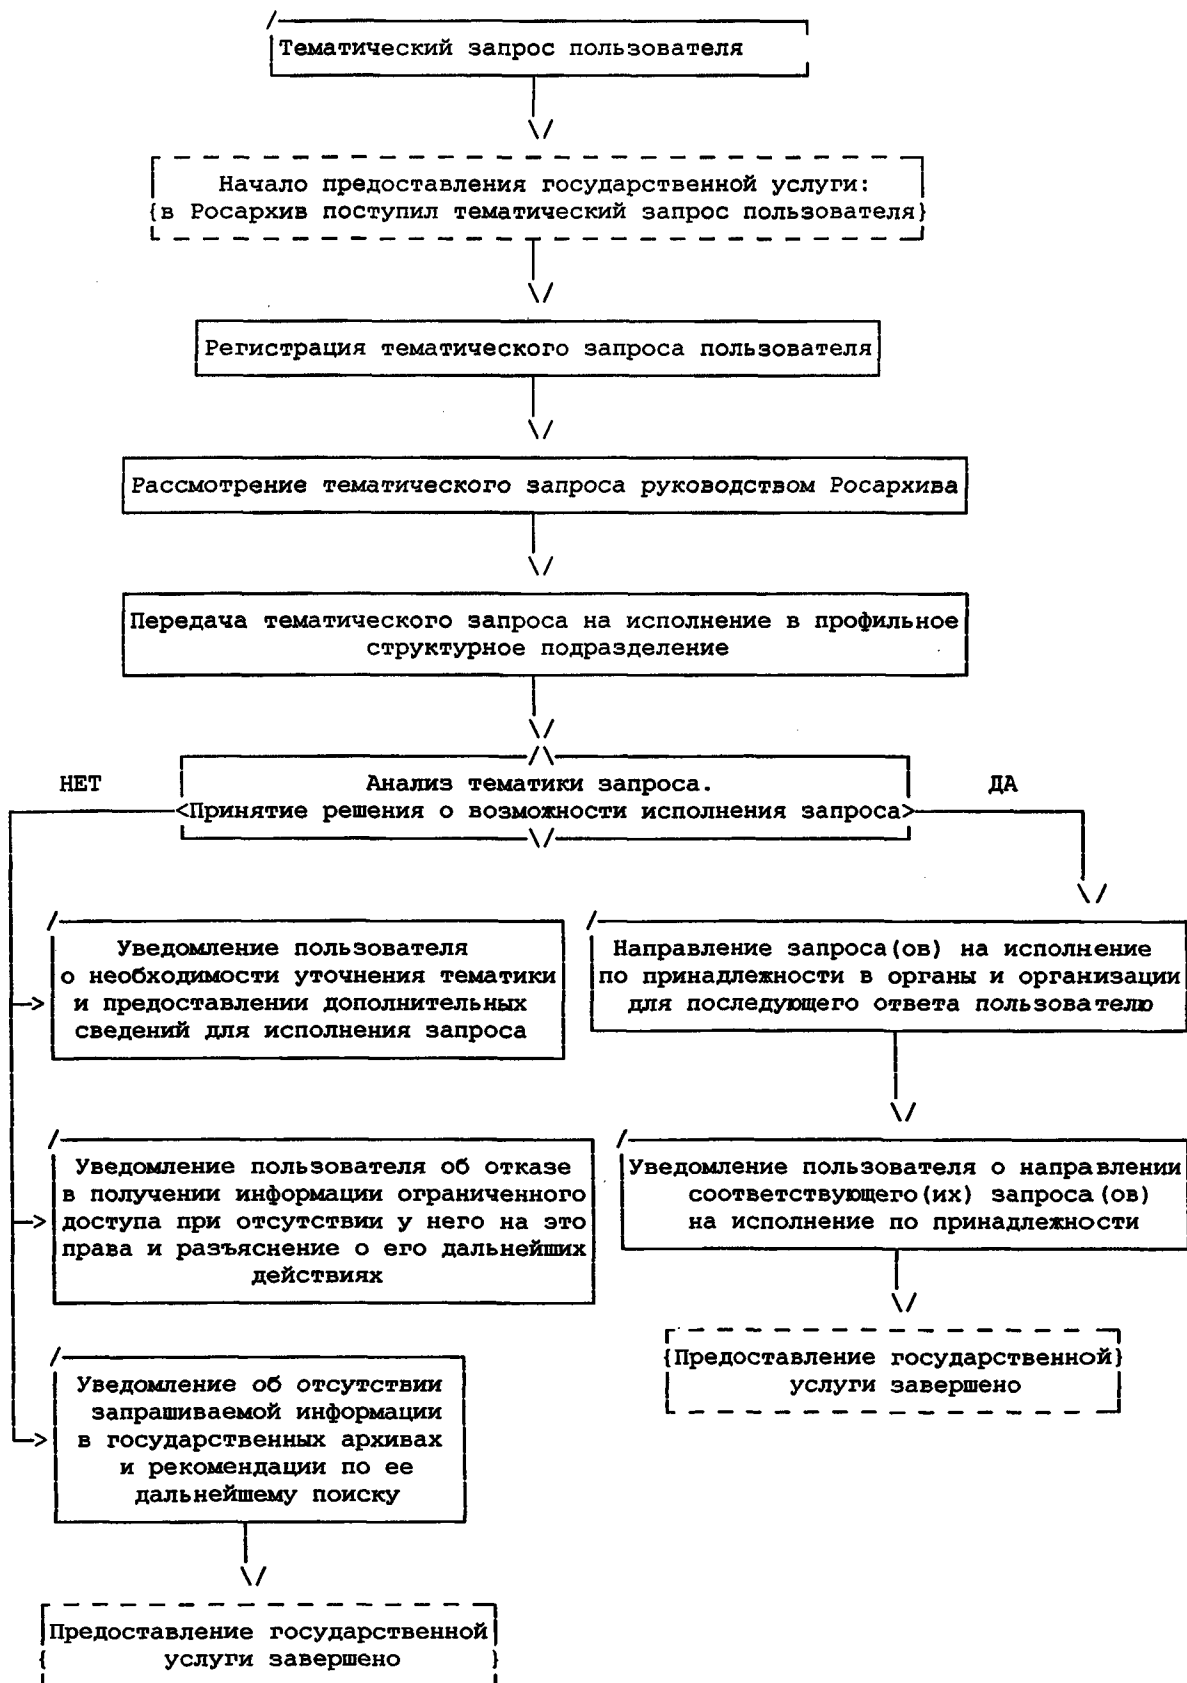 Тематический запрос пользователя
Начало предоставления государственной услуги:
{в Росархив поступил тематический запрос пользователя}
Регистрация тематического запроса пользователя
Рассмотрение тематического запроса руководством Росархива
Передача тематического запроса на исполнение в профильное
структурное подразделение
НЕТ
Анализ тематики запроса.
<Принятие решения о возможности исполнения запроса>
ДА
Уведомление пользователя
о необходимости уточнения тематики
и предоставлении дополнительных
сведений для исполнения запроса
Направление запроса(ов) на исполнение
по принадлежности в органы и организации
для последующего ответа пользователю
Уведомление пользователя об отказе
в получении информации ограниченного
доступа при отсутствии у него на это
права и разъяснение о его дальнейших
действиях
Уведомление пользователя о направлении
соответствующего(их) запроса(ов)
на исполнение по принадлежности
{Предоставление государственной}
услуги завершено
Уведомление об отсутствии
запрашиваемой информации
в государственных архивах
и рекомендации по ее
дальнейшему поиску
Предоставление государственной
{ услуги завершено }